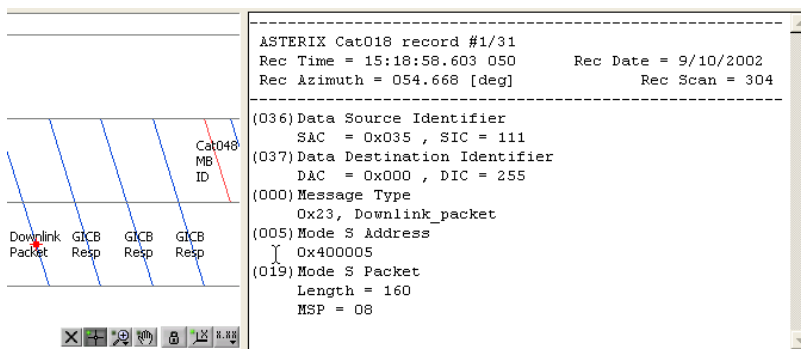 Cat048
MB
ID
Downlink Packet
GICB Resp
GICB Resp
GICB Resp
X.XX
ASTERIX Cat018 record #1/31
Rec Time = 15:18:58.603 050 Rec Date = 9/10/2002
Rec Azimuth = 054.668 [deg] Rec Scan = 304
(036)Data Source Identifier
SAC = 0x035 , SIC = 111
(037)Data Destination Identifier
DAC = 0x000 , DIC = 255
(000)Message Type
0x23, Downlink_packet
(005)Mode S Address
0x400005
(019)Mode S Packet
Length = 160
MSP = 08